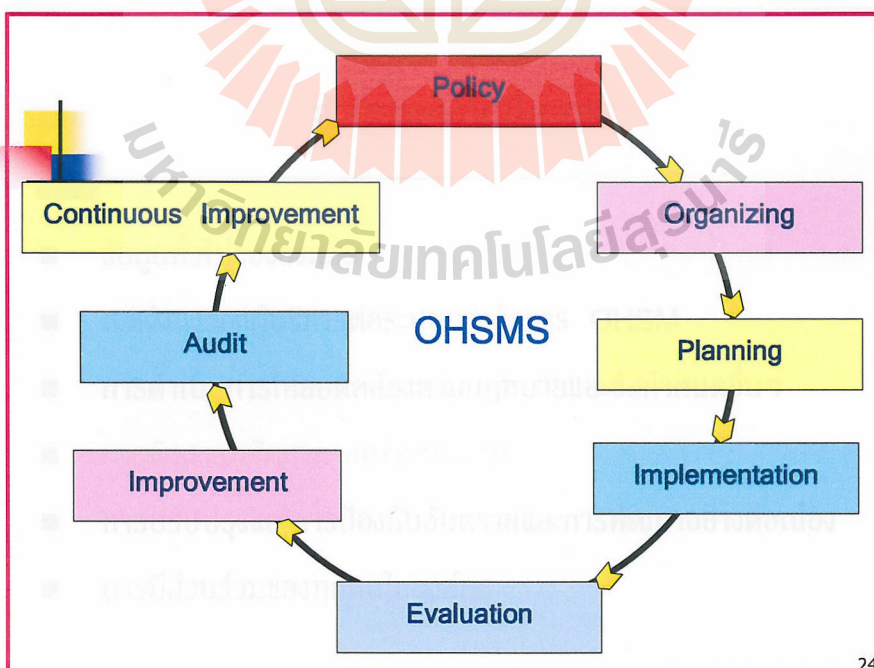 Policy
Organizing
Planning
Implementation
Evaluation
Improvement
Audit
Continuous Improvement
OHSMS
มหาวิทยาลัยเทคโนโลยีสุรนารี
OHSM
24